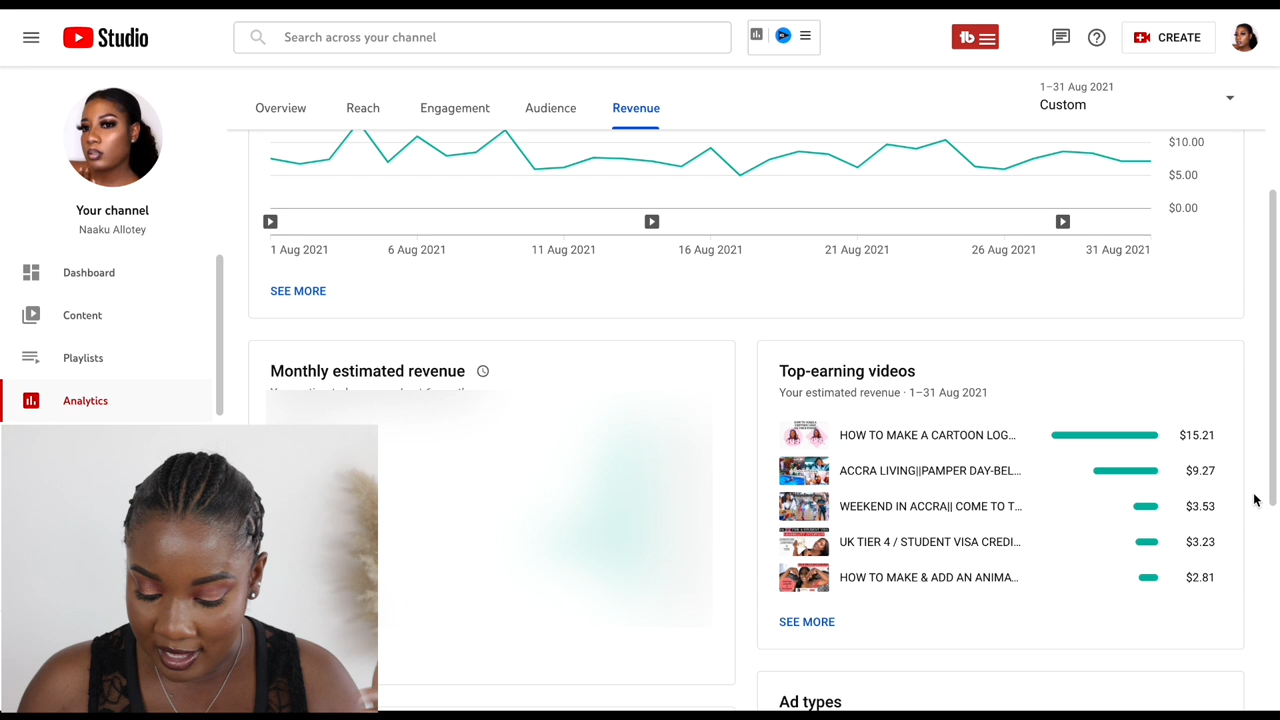 Studio
Search across your channel
CREATE
Overview
Reach
Engagement
Audience
Revenue
1–31 Aug 2021
Custom
$10.00
$5.00
$0.00
1 Aug 2021
6 Aug 2021
11 Aug 2021
16 Aug 2021
21 Aug 2021
26 Aug 2021
31 Aug 2021
SEE MORE
Your channel
Naaku Allotey
Dashboard
Content
Playlists
Analytics
Monthly estimated revenue
Top-earning videos
Your estimated revenue · 1–31 Aug 2021
HOW TO MAKE A CARTOON LOG... $15.21
ACCRA LIVING||PAMPER DAY-BEL... $9.27
WEEKEND IN ACCRA|| COME TO T... $3.53
UK TIER 4 / STUDENT VISA CREDI... $3.23
HOW TO MAKE & ADD AN ANIMA... $2.81
SEE MORE
Ad types